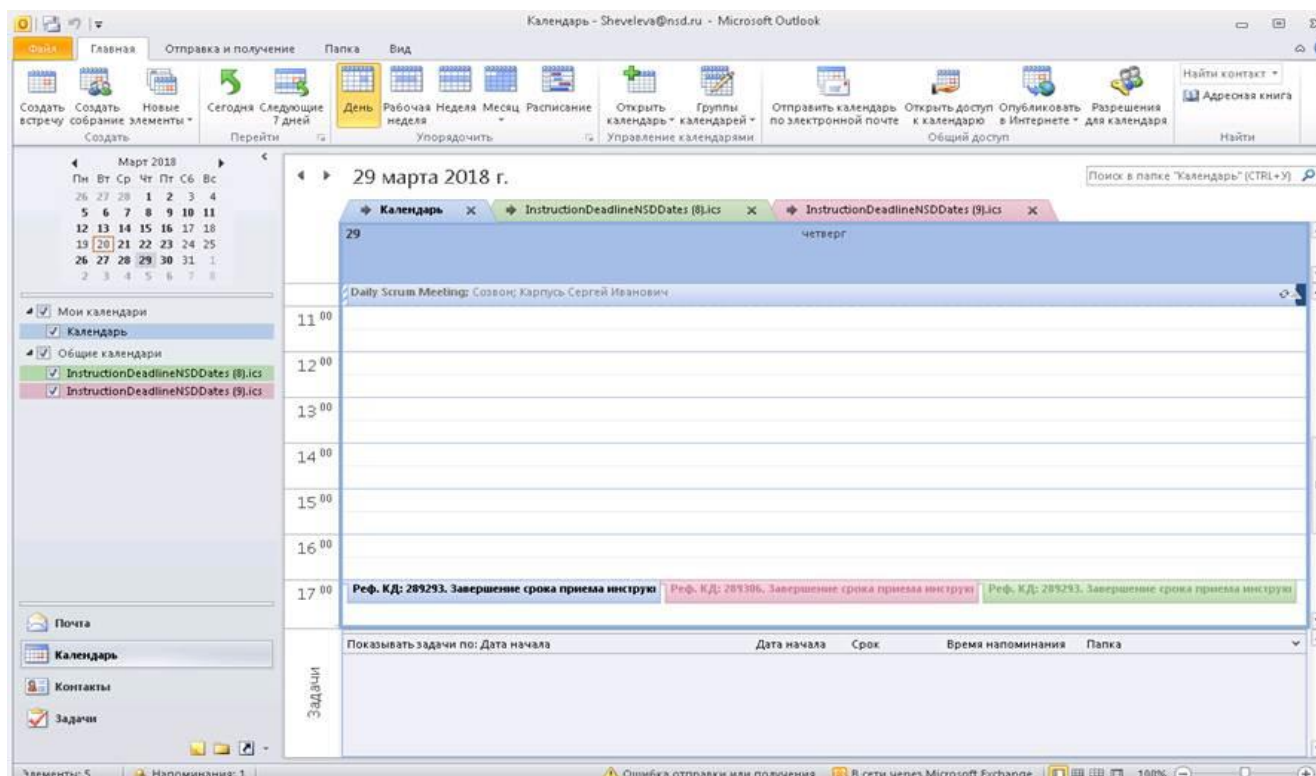 Календарь - Sheveleva@nsd.ru - Microsoft Outlook
Файл Главная Отправка и получение Папка Вид
Создать встречу
Создать собрание
Новые элементы
Сегодня
Следующие 7 дней
День
Рабочая неделя
Неделя
Месяц
Расписание
Открыть календарь
Группы календарей
Отправить календарь по электронной почте
Открыть доступ к календарю
Опубликовать в Интернете
Разрешения для календаря
Найти контакт
Адресная книга
Создать Перейти Упорядочить Управление календарями Общий доступ Найти
Март 2018
Пн Вт Ср Чт Пт Сб Вс
26 27 28 1 2 3 4
5 6 7 8 9 10 11
12 13 14 15 16 17 18
19 20 21 22 23 24 25
26 27 28 29 30 31 1
2 3 4 5 6 7 8
Мои календари
Календарь
Общие календари
InstructionDeadlineNSDDates (8).ics
InstructionDeadlineNSDDates (9).ics
Почта
Календарь
Контакты
Задачи
29 марта 2018 г.
Поиск в папке "Календарь" (CTRL+У)
Календарь InstructionDeadlineNSDDates (8).ics InstructionDeadlineNSDDates (9).ics
29 четверг
Daily Scrum Meeting; Созвон; Карпусь Сергей Иванович
11 00
12 00
13 00
14 00
15 00
16 00
17 00 Реф. КД: 289293. Завершение срока приема инструкц Реф. КД: 289306. Завершение срока приема инструкц Реф. КД: 289293. Завершение срока приема инструкц
Задачи
Показывать задачи по: Дата начала Дата начала Срок Время напоминания Папка
Элементы: 5 Напоминания: 1 Ошибка отправки или получения В сети через Microsoft Exchange 100%